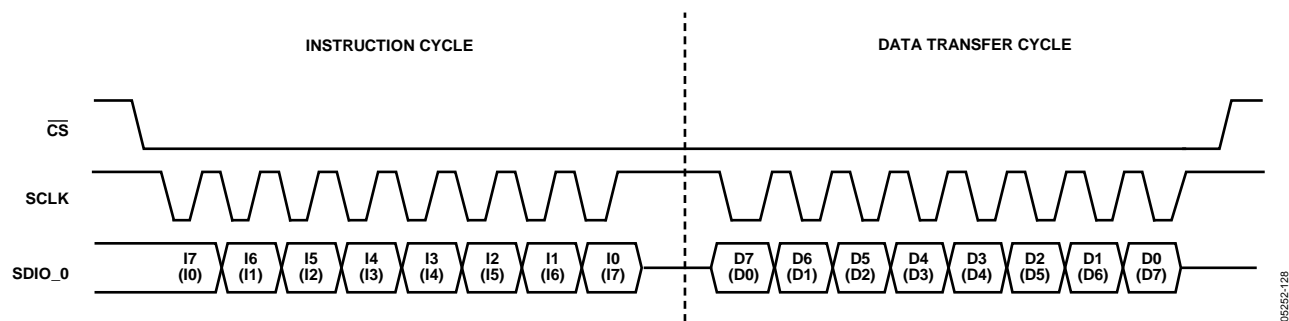 INSTRUCTION CYCLE
DATA TRANSFER CYCLE
CS
SCLK
SDIO_0
I7 I6 I5 I4 I3 I2 I1 I0 D7 D6 D5 D4 D3 D2 D1 D0
(I0) (I1) (I2) (I3) (I4) (I5) (I6) (I7) (D0) (D1) (D2) (D3) (D4) (D5) (D6) (D7)
05252-128